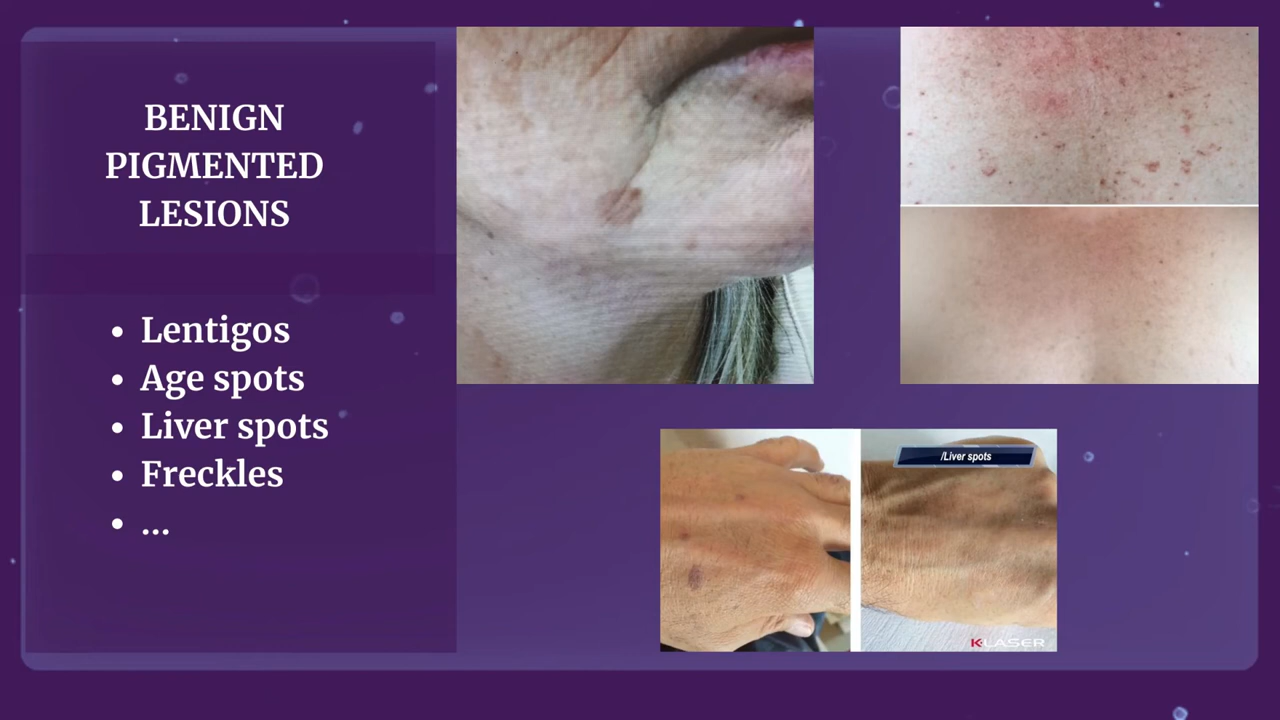 BENIGN
PIGMENTED
LESIONS
• Lentigos
• Age spots
• Liver spots
• Freckles
• ...
/Liver spots
K-LASER